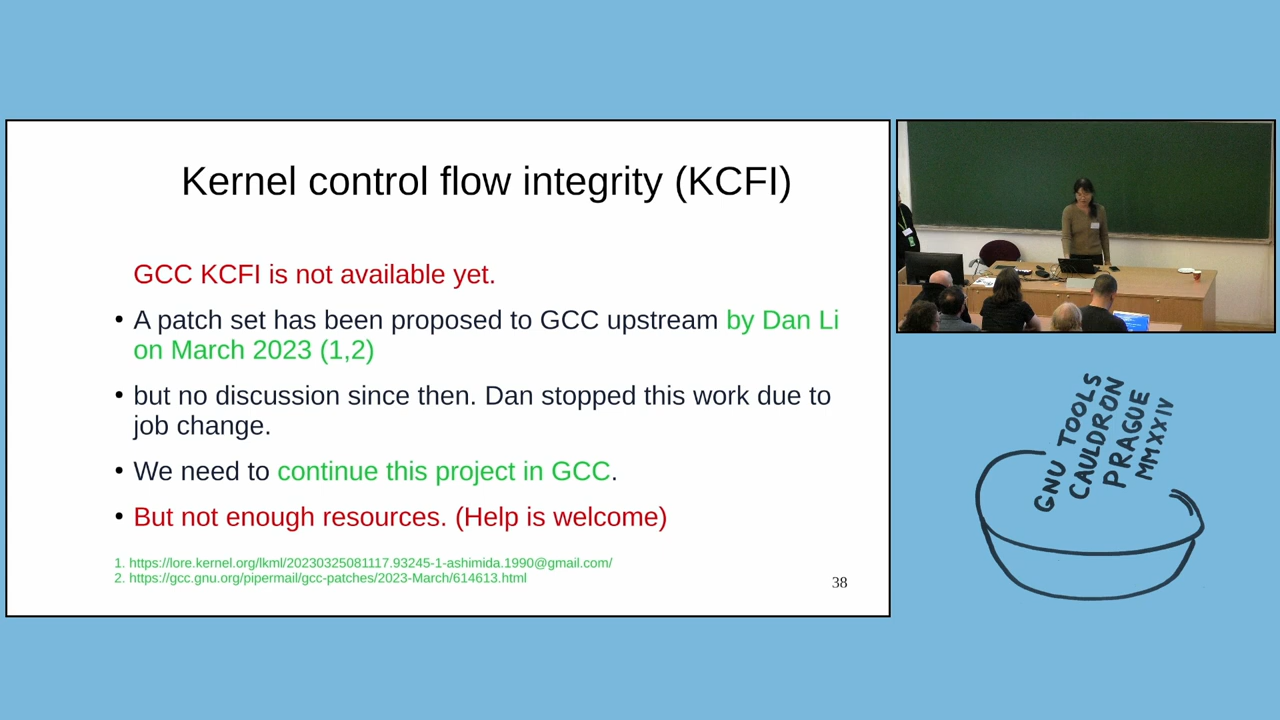 Kernel control flow integrity (KCFI)
GCC KCFI is not available yet.
• A patch set has been proposed to GCC upstream by Dan Li
on March 2023 (1,2)
• but no discussion since then. Dan stopped this work due to
job change.
• We need to continue this project in GCC.
• But not enough resources. (Help is welcome)
1. https://lore.kernel.org/lkml/20230325081117.93245-1-ashimida.1990@gmail.com/
2. https://gcc.gnu.org/pipermail/gcc-patches/2023-March/614613.html
38
GNU TOOLS
CAULDRON
PRAGUE
MMXXIV